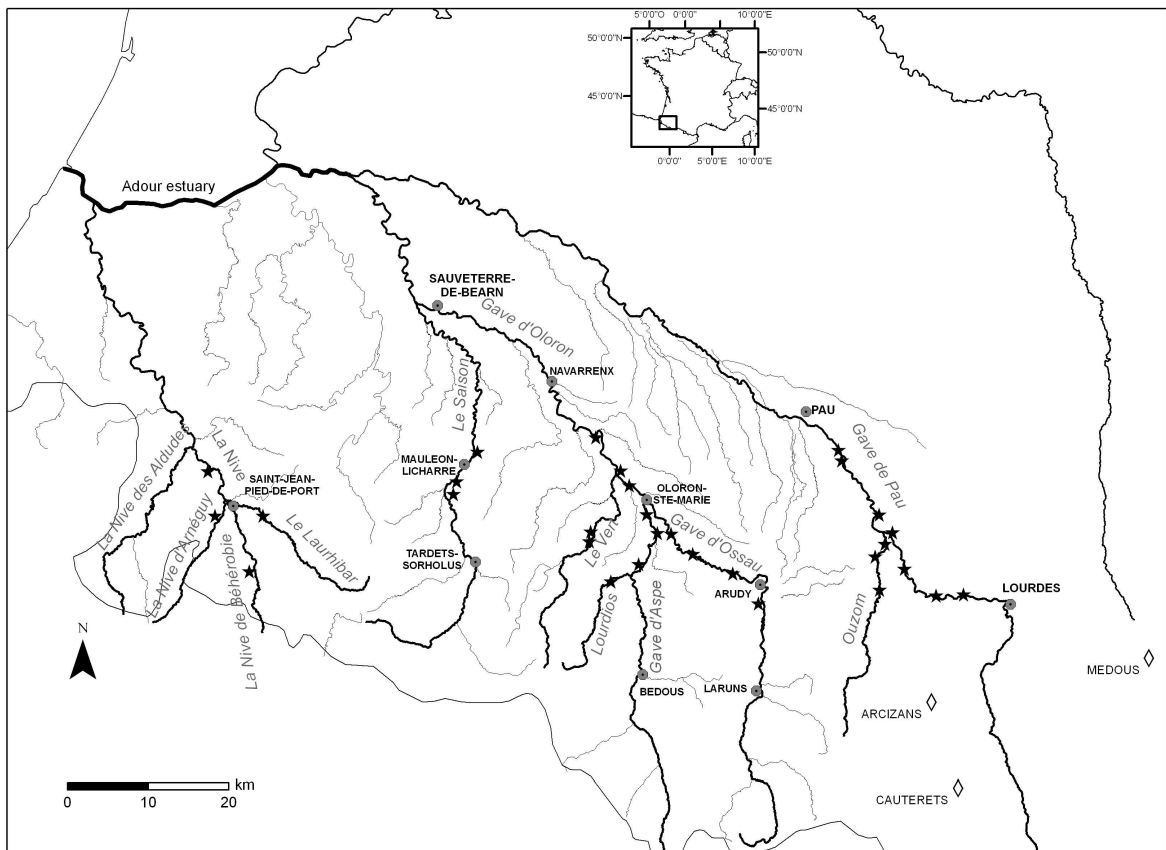 5°0'0"O 0°0'0" 10°0'0"E
50°0'0"N
50°0'0"N
45°0'0"N
45°0'0"N
0°0'0" 5°0'0"E 10°0'0"E
Adour estuary
SAUVETERRE-
DE-BEARN
Gave d'Oloron
NAVARRENX
Le Saison
PAU
Gave de Pau
La Nive des Aldudes
La Nive
MAULEON-
LICHARRE
SAINT-JEAN-
PIED-DE-PORT
OLORON-
STE-MARIE
La Nive d'Arnéguy
Le Laurhibar
Le Vert
Gave d'Ossau
La Nive de Béhérobie
TARDETS-
SORHOLUS
ARUDY
LOURDES
Lourdios
Gave d'Aspe
Ouzom
N
MEDOUS
BEDOUS
LARUNS
ARCIZANS
km
0 10 20
CAUTERETS